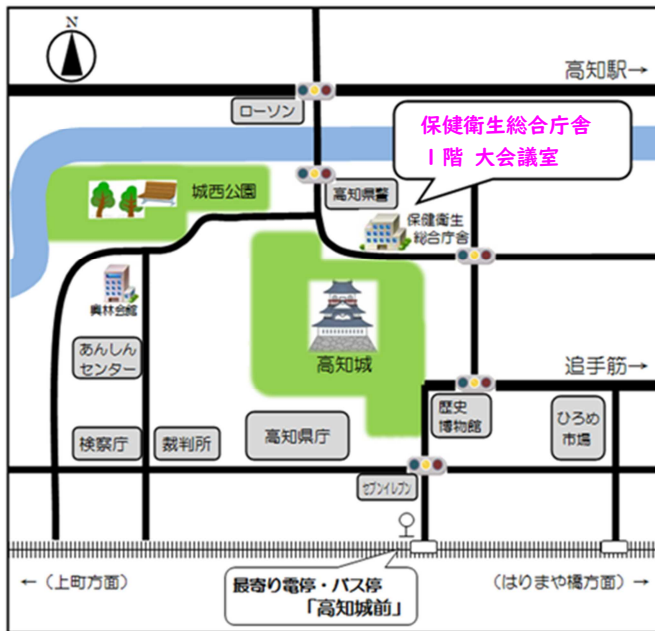 N
高知駅→
ローソン
保健衛生総合庁舎
1階 大会議室
城西公園
高知県警
保健衛生
総合庁舎
奥林会館
あんしん
センター
高知城
追手筋→
歴史
博物館
ひろめ
市場
検察庁
裁判所
高知県庁
セブンイレブン
←（上町方面）
最寄り電停・バス停
「高知城前」
（はりまや橋方面）→